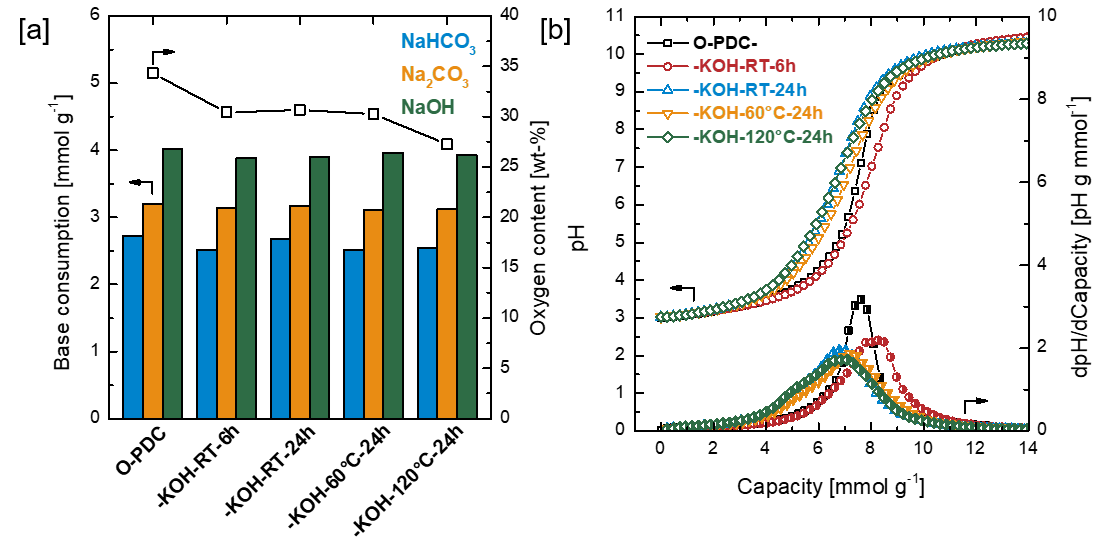 [a]
6
5
4
3
2
1
0
Base consumption [mmol g⁻¹]
NaHCO₃
Na₂CO₃
NaOH
40
35
30
25
20
15
10
5
0
Oxygen content [wt-%]
O-PDC
-KOH-RT-6h
-KOH-RT-24h
-KOH-60°C-24h
-KOH-120°C-24h
[b]
11
10
9
8
7
6
5
4
3
2
1
0
pH
O-PDC-
-KOH-RT-6h
-KOH-RT-24h
-KOH-60°C-24h
-KOH-120°C-24h
10
8
6
4
2
0
dpH/dCapacity [pH g mmol⁻¹]
0 2 4 6 8 10 12 14
Capacity [mmol g⁻¹]